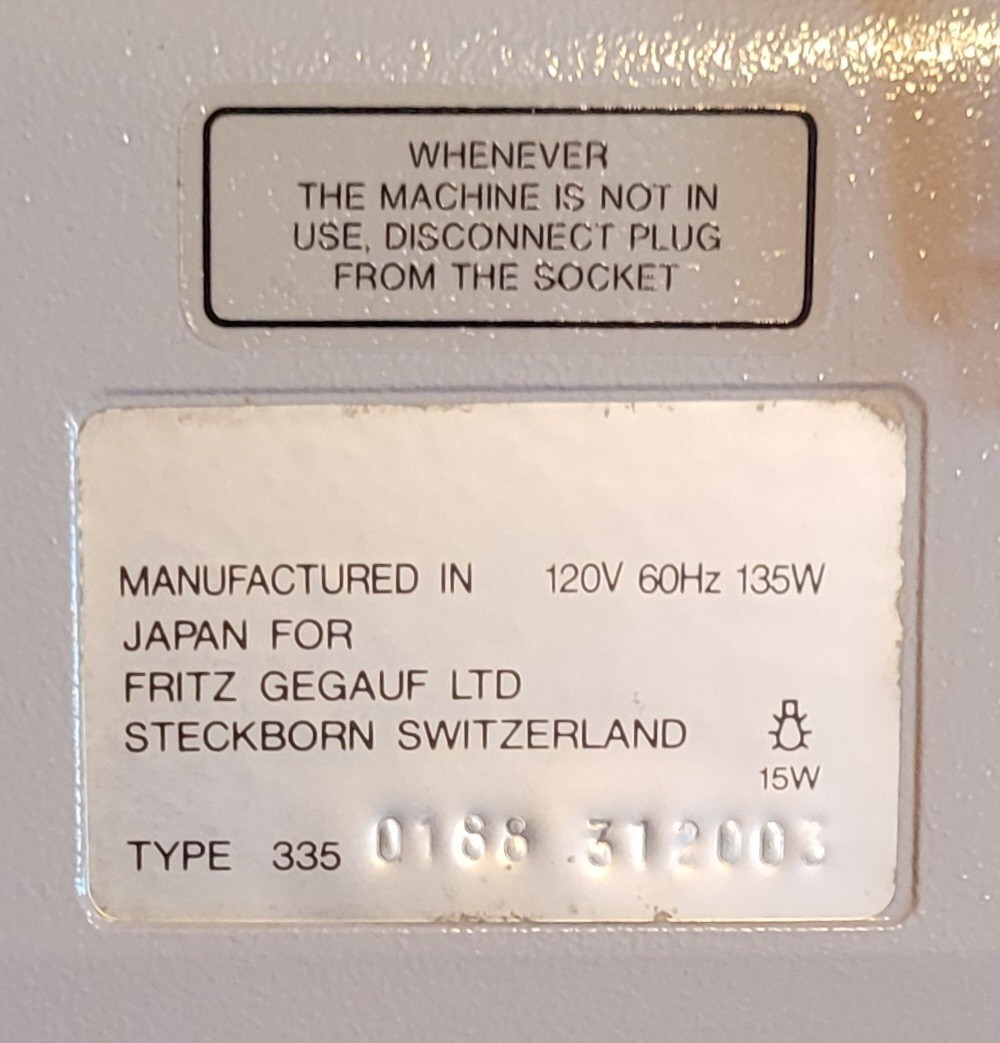 WHENEVER
THE MACHINE IS NOT IN
USE, DISCONNECT PLUG
FROM THE SOCKET
MANUFACTURED IN 120V 60Hz 135W
JAPAN FOR
FRITZ GEGAUF LTD
STECKBORN SWITZERLAND
15W
TYPE 335 0168 312003